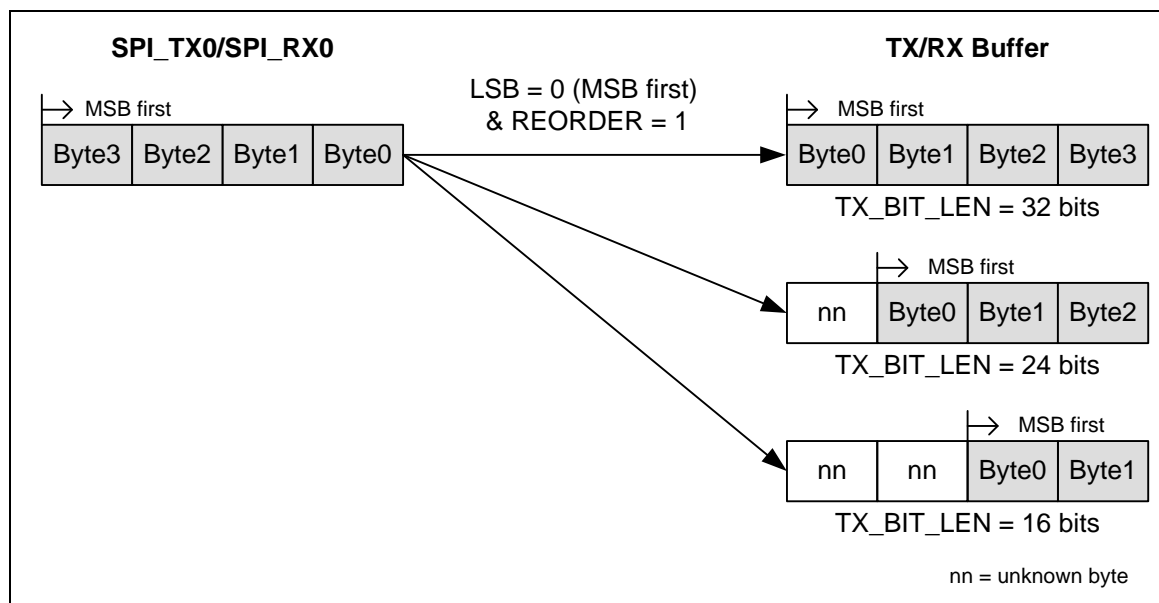 SPI_TX0/SPI_RX0
MSB first
Byte3 Byte2 Byte1 Byte0
LSB = 0 (MSB first)
& REORDER = 1
TX/RX Buffer
MSB first
Byte0 Byte1 Byte2 Byte3
TX_BIT_LEN = 32 bits
MSB first
nn Byte0 Byte1 Byte2
TX_BIT_LEN = 24 bits
MSB first
nn nn Byte0 Byte1
TX_BIT_LEN = 16 bits
nn = unknown byte